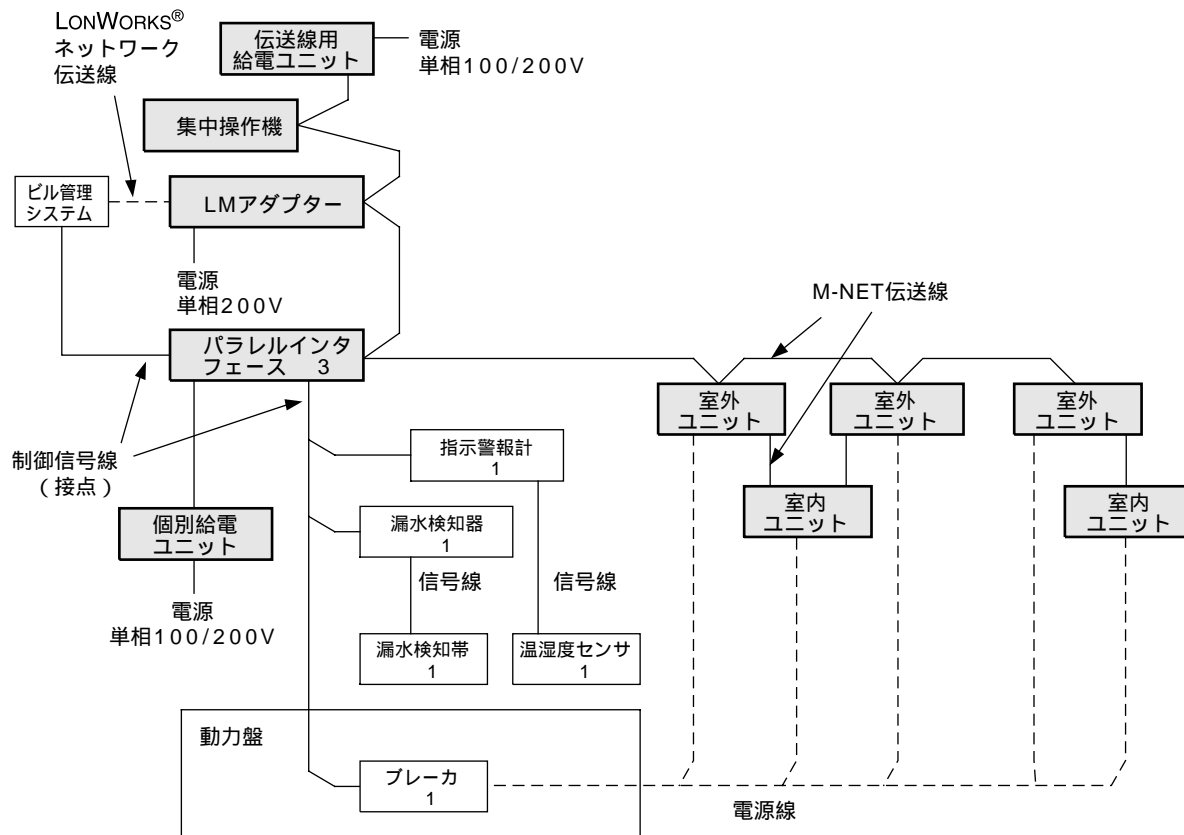 LONWORKS®
ネットワーク
伝送線
伝送線用
給電ユニット
電源
単相100/200V
集中操作機
ビル管理
システム
LMアダプター
電源
単相200V
M-NET伝送線
パラレルインタ
フェース 3
室外
ユニット
室外
ユニット
室外
ユニット
制御信号線
(接点)
指示警報計
1
室内
ユニット
室内
ユニット
個別給電
ユニット
漏水検知器
1
信号線
信号線
電源
単相100/200V
漏水検知帯
1
温湿度センサ
1
動力盤
ブレーカ
1
電源線